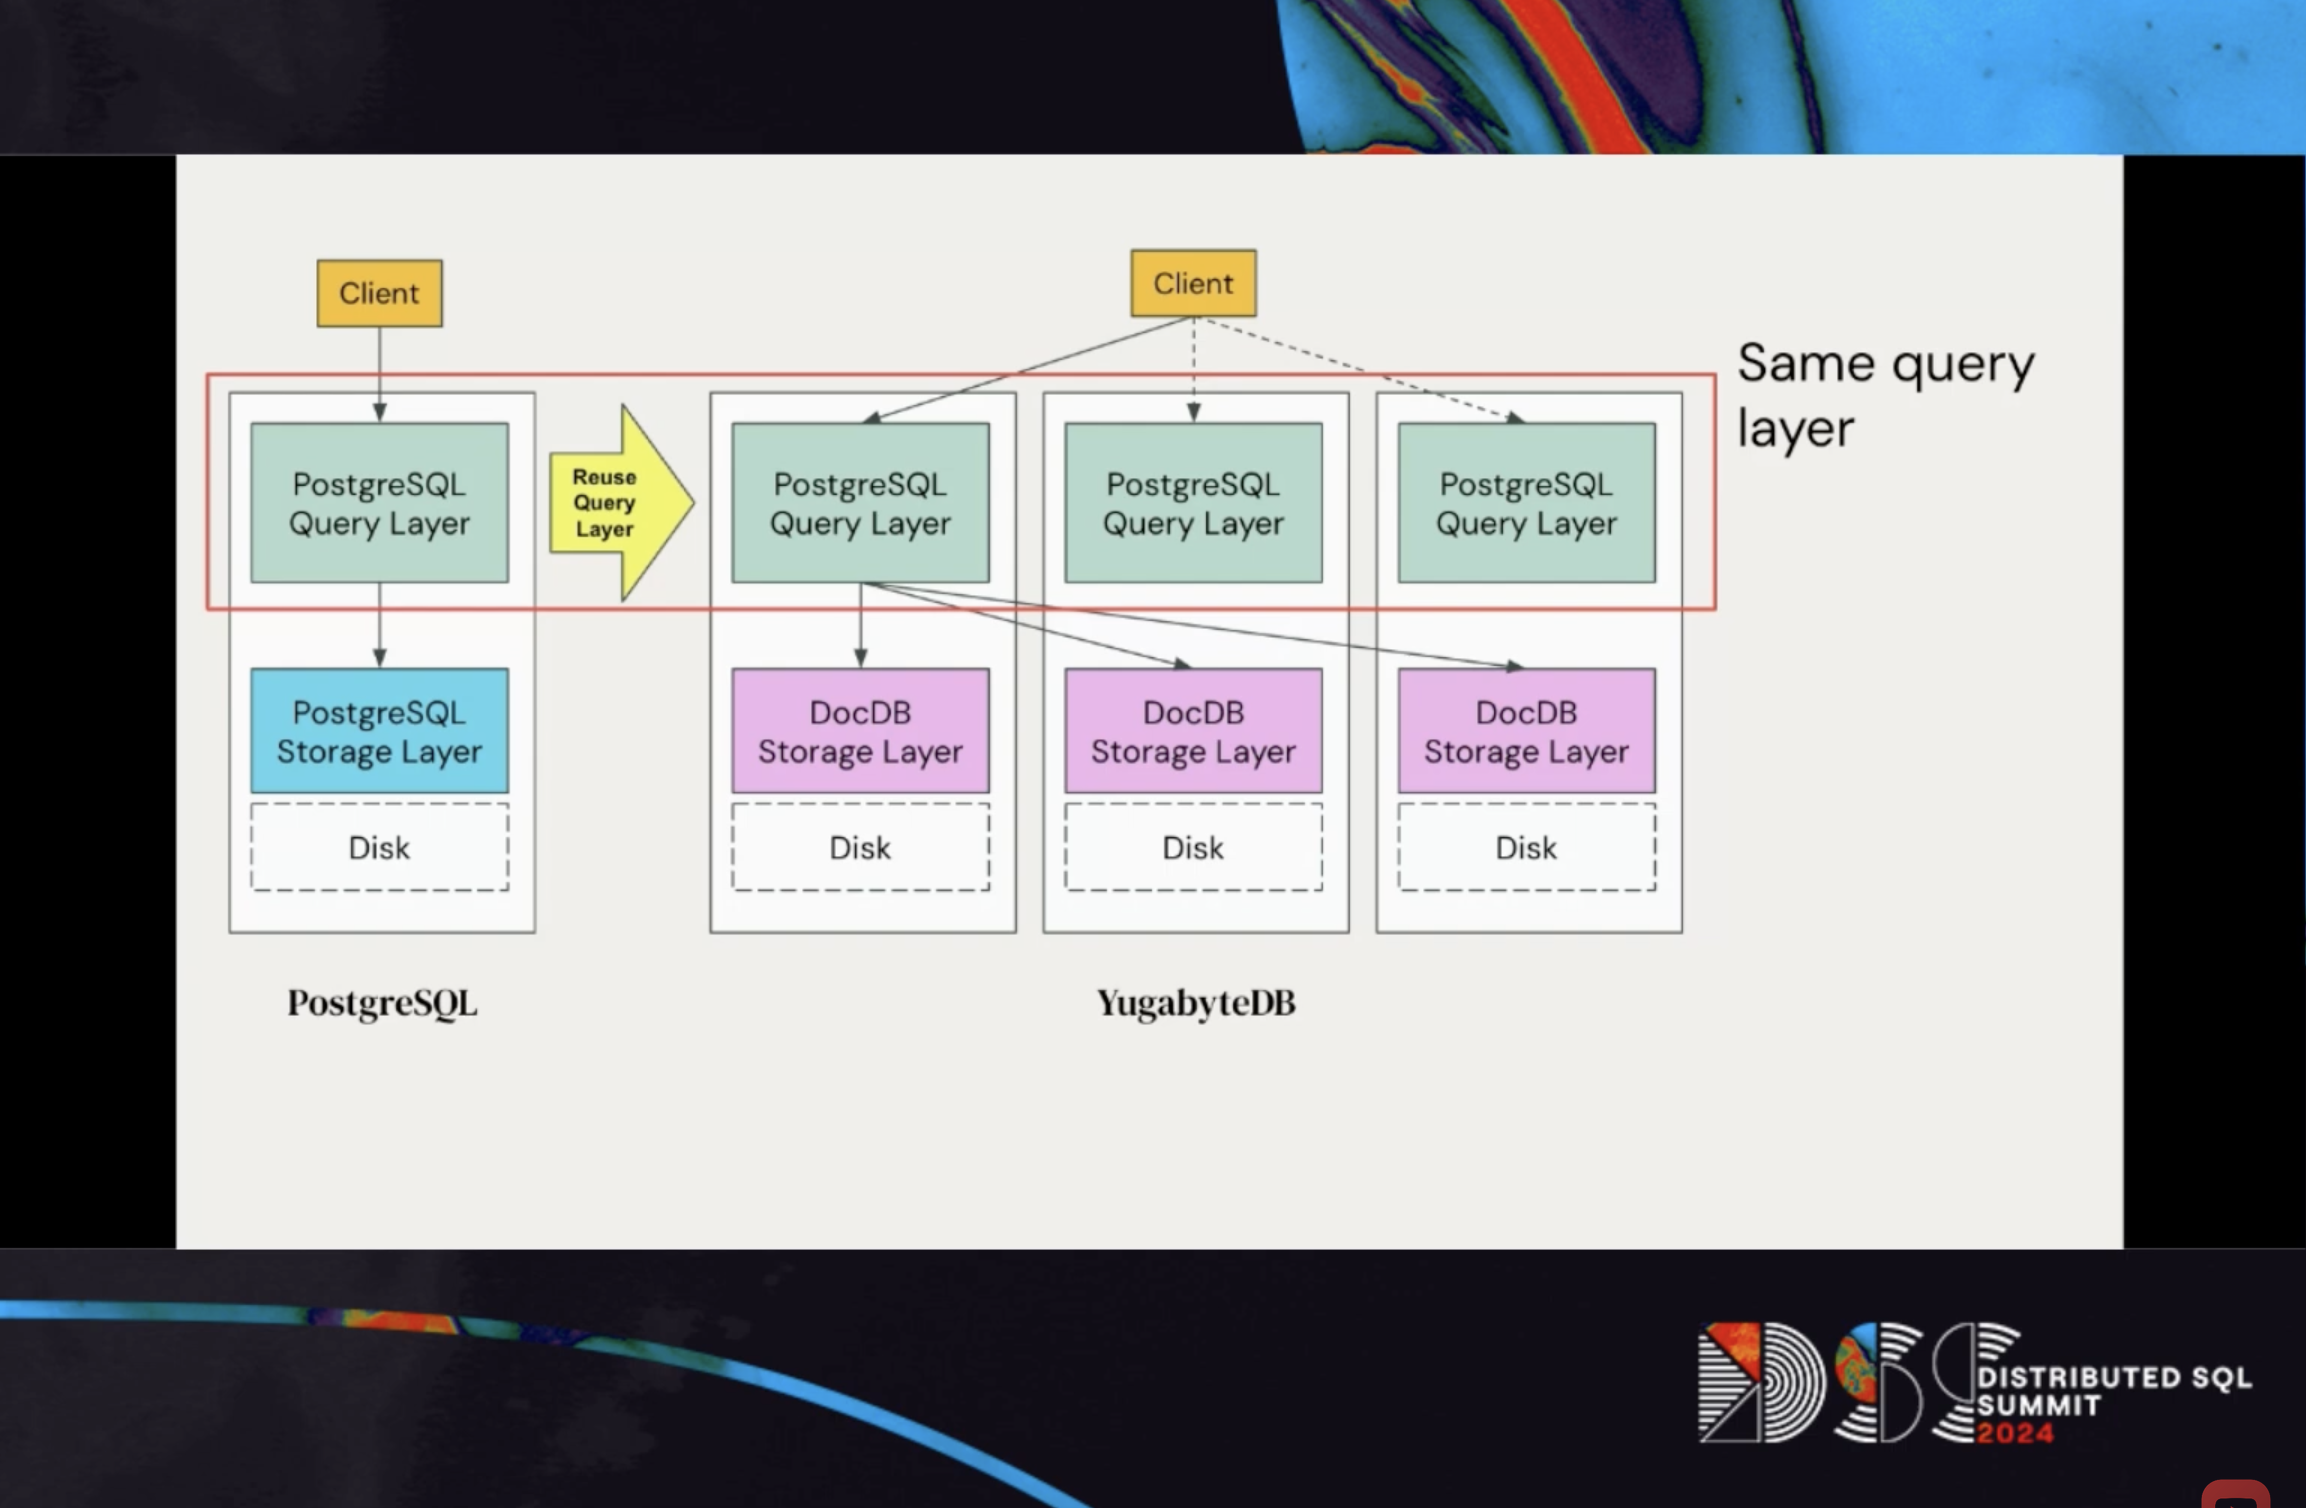 Client
Client
Same query
layer
PostgreSQL
Query Layer
Reuse
Query
Layer
PostgreSQL
Query Layer
PostgreSQL
Query Layer
PostgreSQL
Query Layer
PostgreSQL
Storage Layer
DocDB
Storage Layer
DocDB
Storage Layer
DocDB
Storage Layer
Disk
Disk
Disk
Disk
PostgreSQL
YugabyteDB
DSS
DISTRIBUTED SQL
SUMMIT
2024